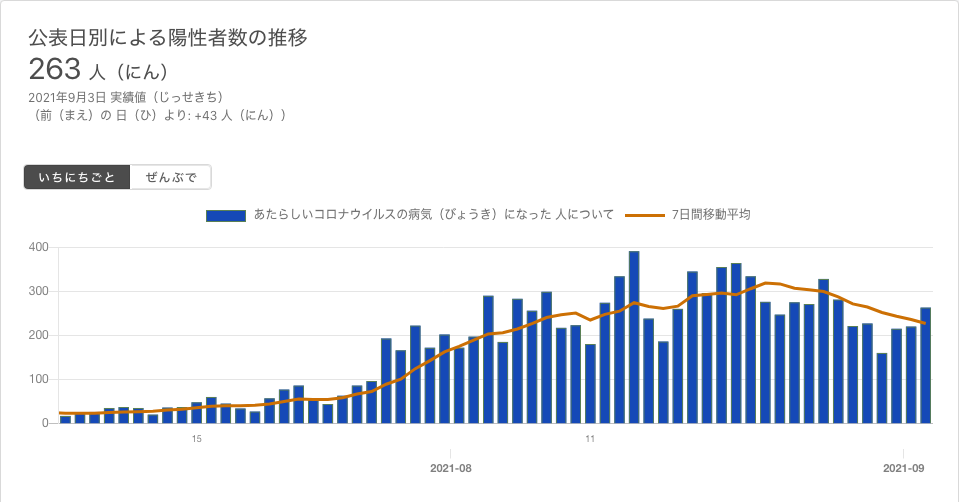 公表日別による陽性者数の推移
263 人（にん）
2021年9月3日 実績値（じっせきち）
（前（まえ）の 日（ひ）より: +43 人（にん））
いちにちごと ぜんぶで
あたらしいコロナウイルスの病気（びょうき）になった 人について 7日間移動平均
400
300
200
100
0
15 11
2021-08 2021-09